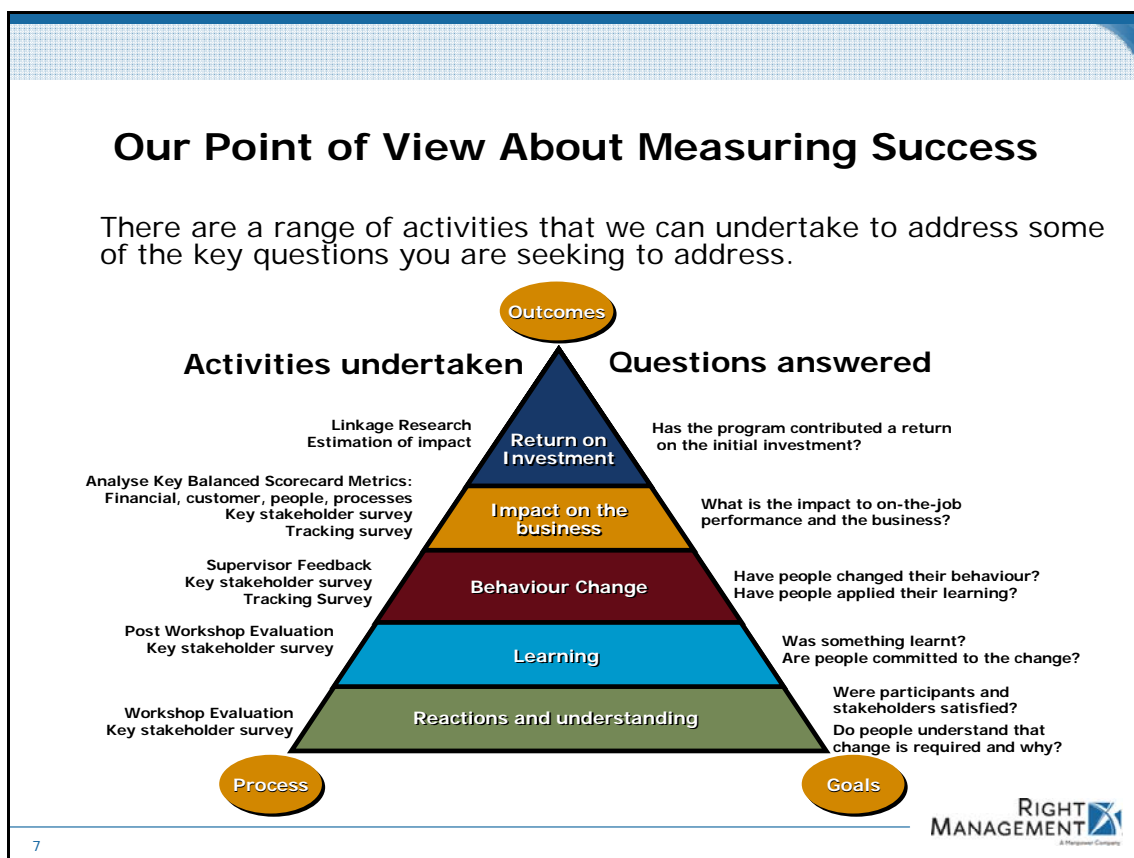 Our Point of View About Measuring Success
There are a range of activities that we can undertake to address some
of the key questions you are seeking to address.
Outcomes
Activities undertaken
Questions answered
Linkage Research
Estimation of impact
Return on
Investment
Has the program contributed a return
on the initial investment?
Analyse Key Balanced Scorecard Metrics:
Financial, customer, people, processes
Key stakeholder survey
Tracking survey
Impact on the
business
What is the impact to on-the-job
performance and the business?
Supervisor Feedback
Key stakeholder survey
Tracking Survey
Behaviour Change
Have people changed their behaviour?
Have people applied their learning?
Post Workshop Evaluation
Key stakeholder survey
Learning
Was something learnt?
Are people committed to the change?
Workshop Evaluation
Key stakeholder survey
Reactions and understanding
Were participants and
stakeholders satisfied?
Do people understand that
change is required and why?
Process
Goals
RIGHT
MANAGEMENT
A Manpower Company
7